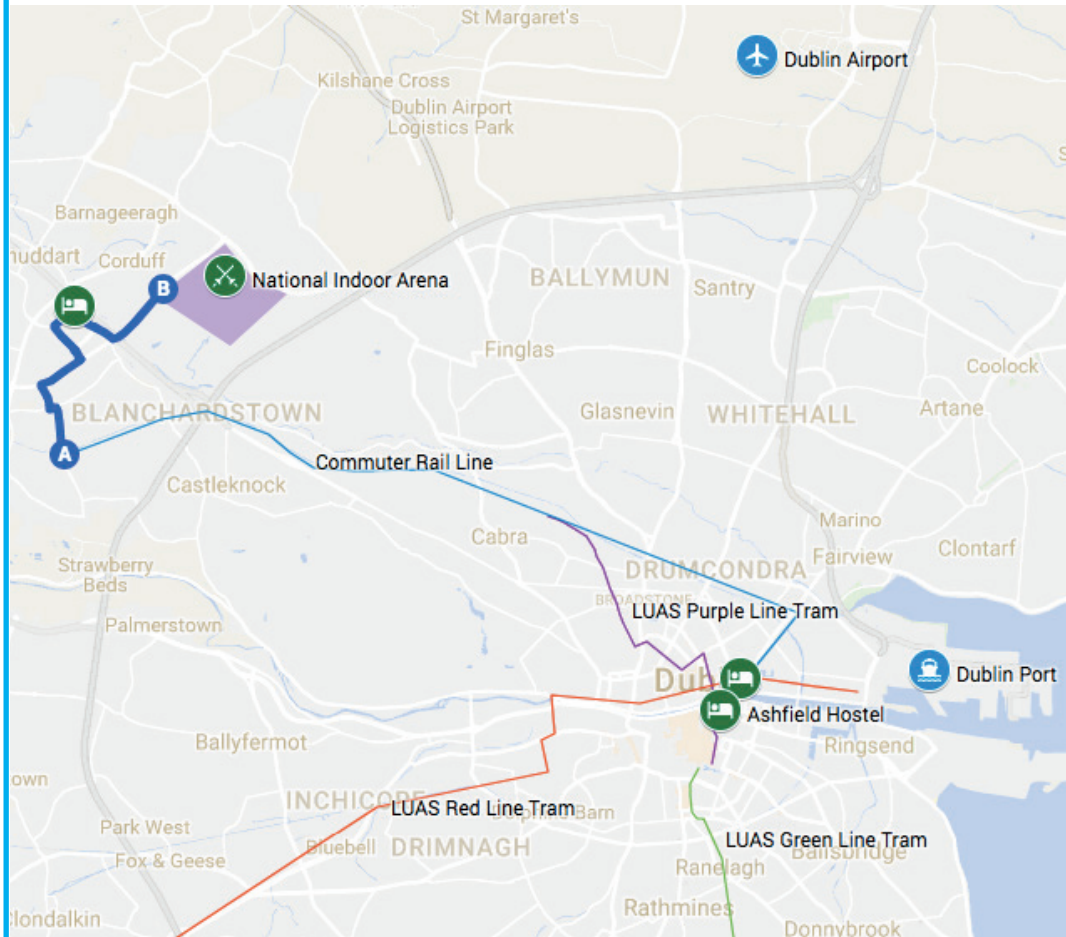 St Margaret's
Dublin Airport
Kilshane Cross
Dublin Airport
Logistics Park
Barnageeragh
huddart
Corduff
B
National Indoor Arena
BALLYMUN
Santry
Finglas
Coolock
BLANCHARDSTOWN
Glasnevin
WHITEHALL
Artane
A
Commuter Rail Line
Castleknock
Cabra
Marino
Fairview
Clontarf
Strawberry
Beds
DRUMCONDRA
BROADSTONE
LUAS Purple Line Tram
Palmerstown
Dub
Dublin Port
Ashfield Hostel
Ballyfermot
Ringsend
own
INCHICORE
LUAS Red Line Tram
Barn
Park West
Bluebell
DRIMNAGH
LUAS Green Line Tram
Ballsbridge
Fox & Geese
Ranelagh
Rathmines
Clondalkin
Donnybrook